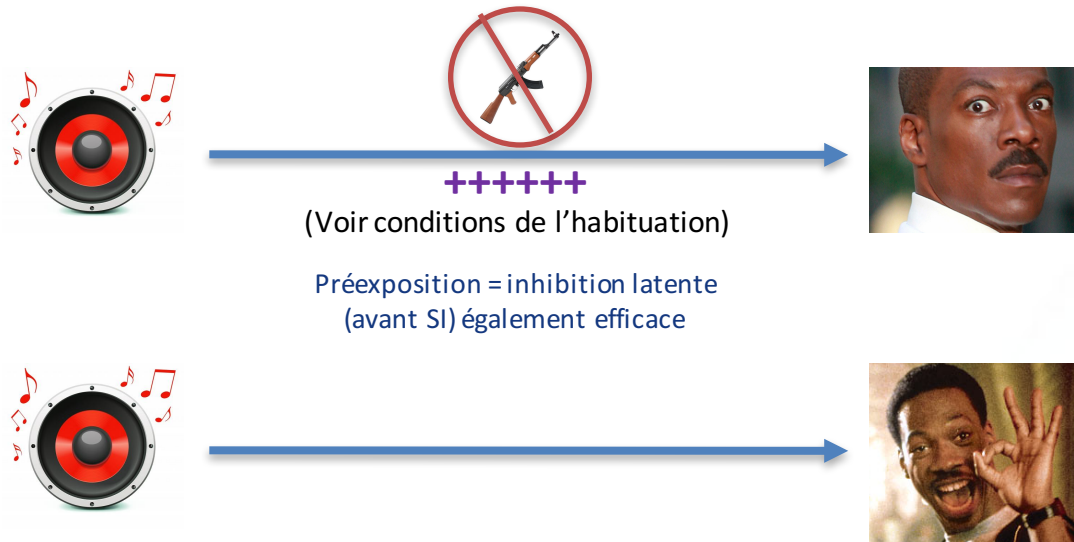 ++++++
(Voir conditions de l’habituation)
Préexposition = inhibition latente
(avant SI) également efficace